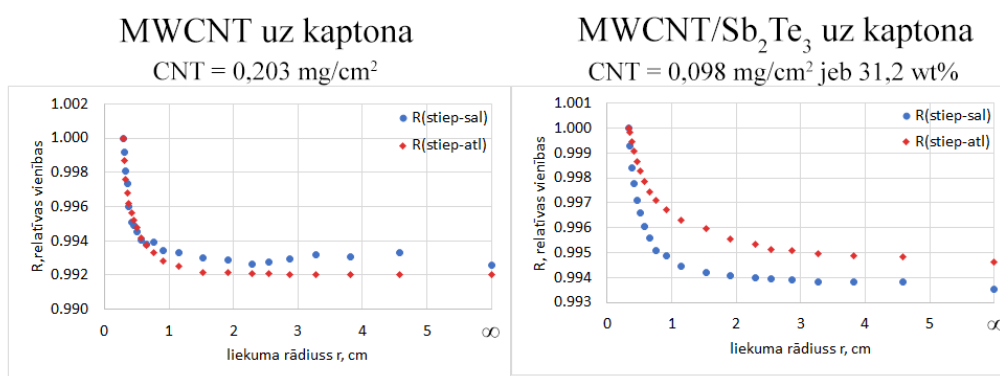 MWCNT uz kaptona
CNT = 0,203 mg/cm²
R,relatīvas vienības
1.002
1.000
0.998
0.996
0.994
0.992
0.990
R(stiep-sal)
R(stiep-atl)
0 1 2 3 4 5 ∞
liekuma rādiuss r, cm
MWCNT/Sb₂Te₃ uz kaptona
CNT = 0,098 mg/cm² jeb 31,2 wt%
R,relatīvas vienības
1.001
1.000
0.999
0.998
0.997
0.996
0.995
0.994
0.993
R(stiep-sal)
R(stiep-atl)
0 1 2 3 4 5 ∞
liekuma rādiuss r, cm